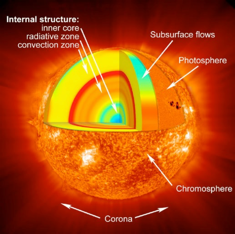 Internal structure:
inner core
radiative zone
convection zone
Subsurface flows
Photosphere
Chromosphere
Corona